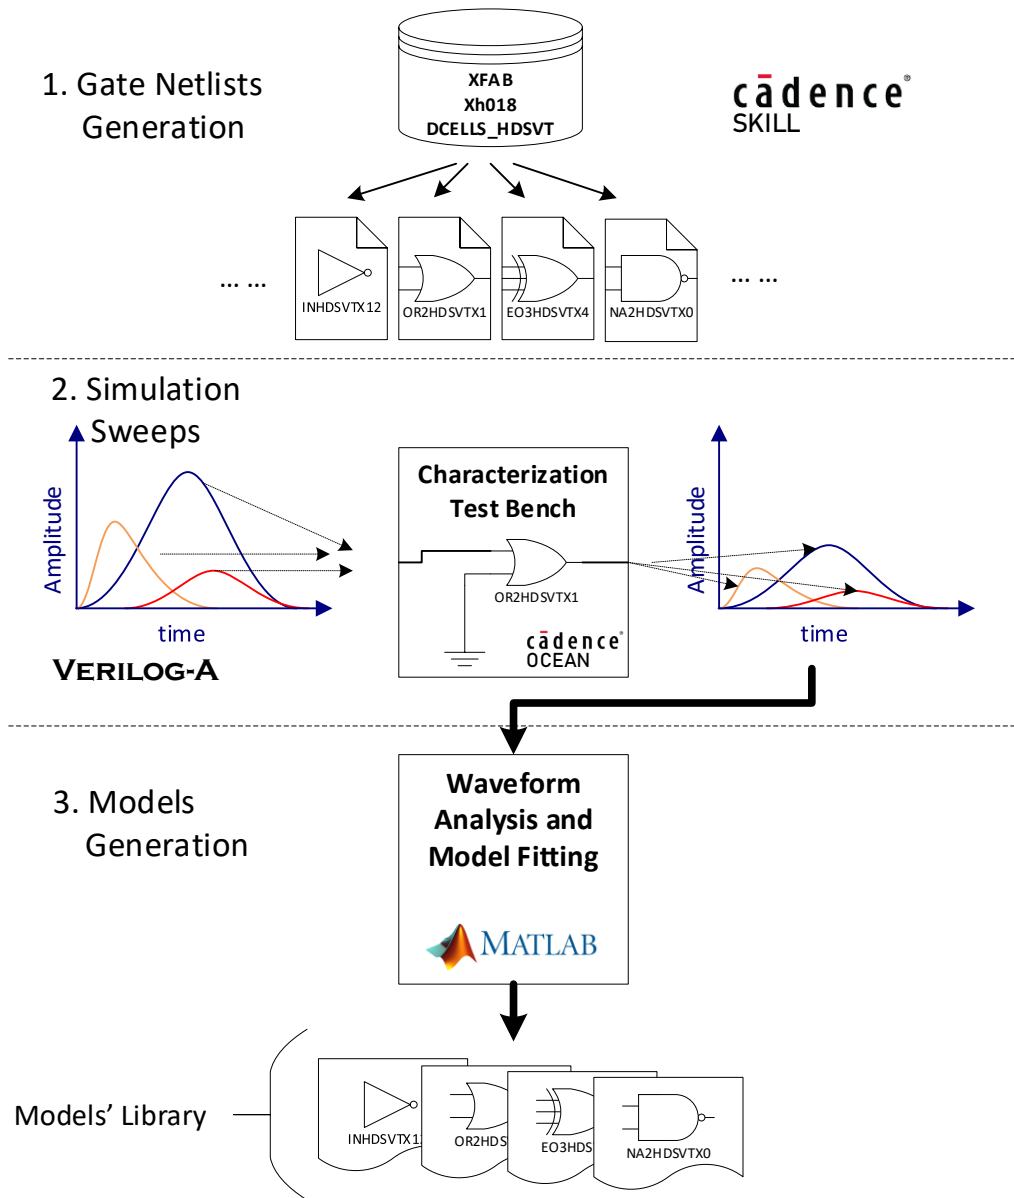 1. Gate Netlists
Generation
XFAB
Xh018
DCELLS_HDSVT
cādence®
SKILL
... ...
INHDSVTX12
OR2HDSVTX1
EO3HDSVTX4
NA2HDSVTX0
... ...
2. Simulation
Sweeps
Amplitude
time
VERILOG-A
Characterization
Test Bench
OR2HDSVTX1
cādence®
OCEAN
Amplitude
time
3. Models
Generation
Waveform
Analysis and
Model Fitting
MATLAB
Models’ Library
INHDSVTX1
OR2HDS
EO3HDS
NA2HDSVTX0